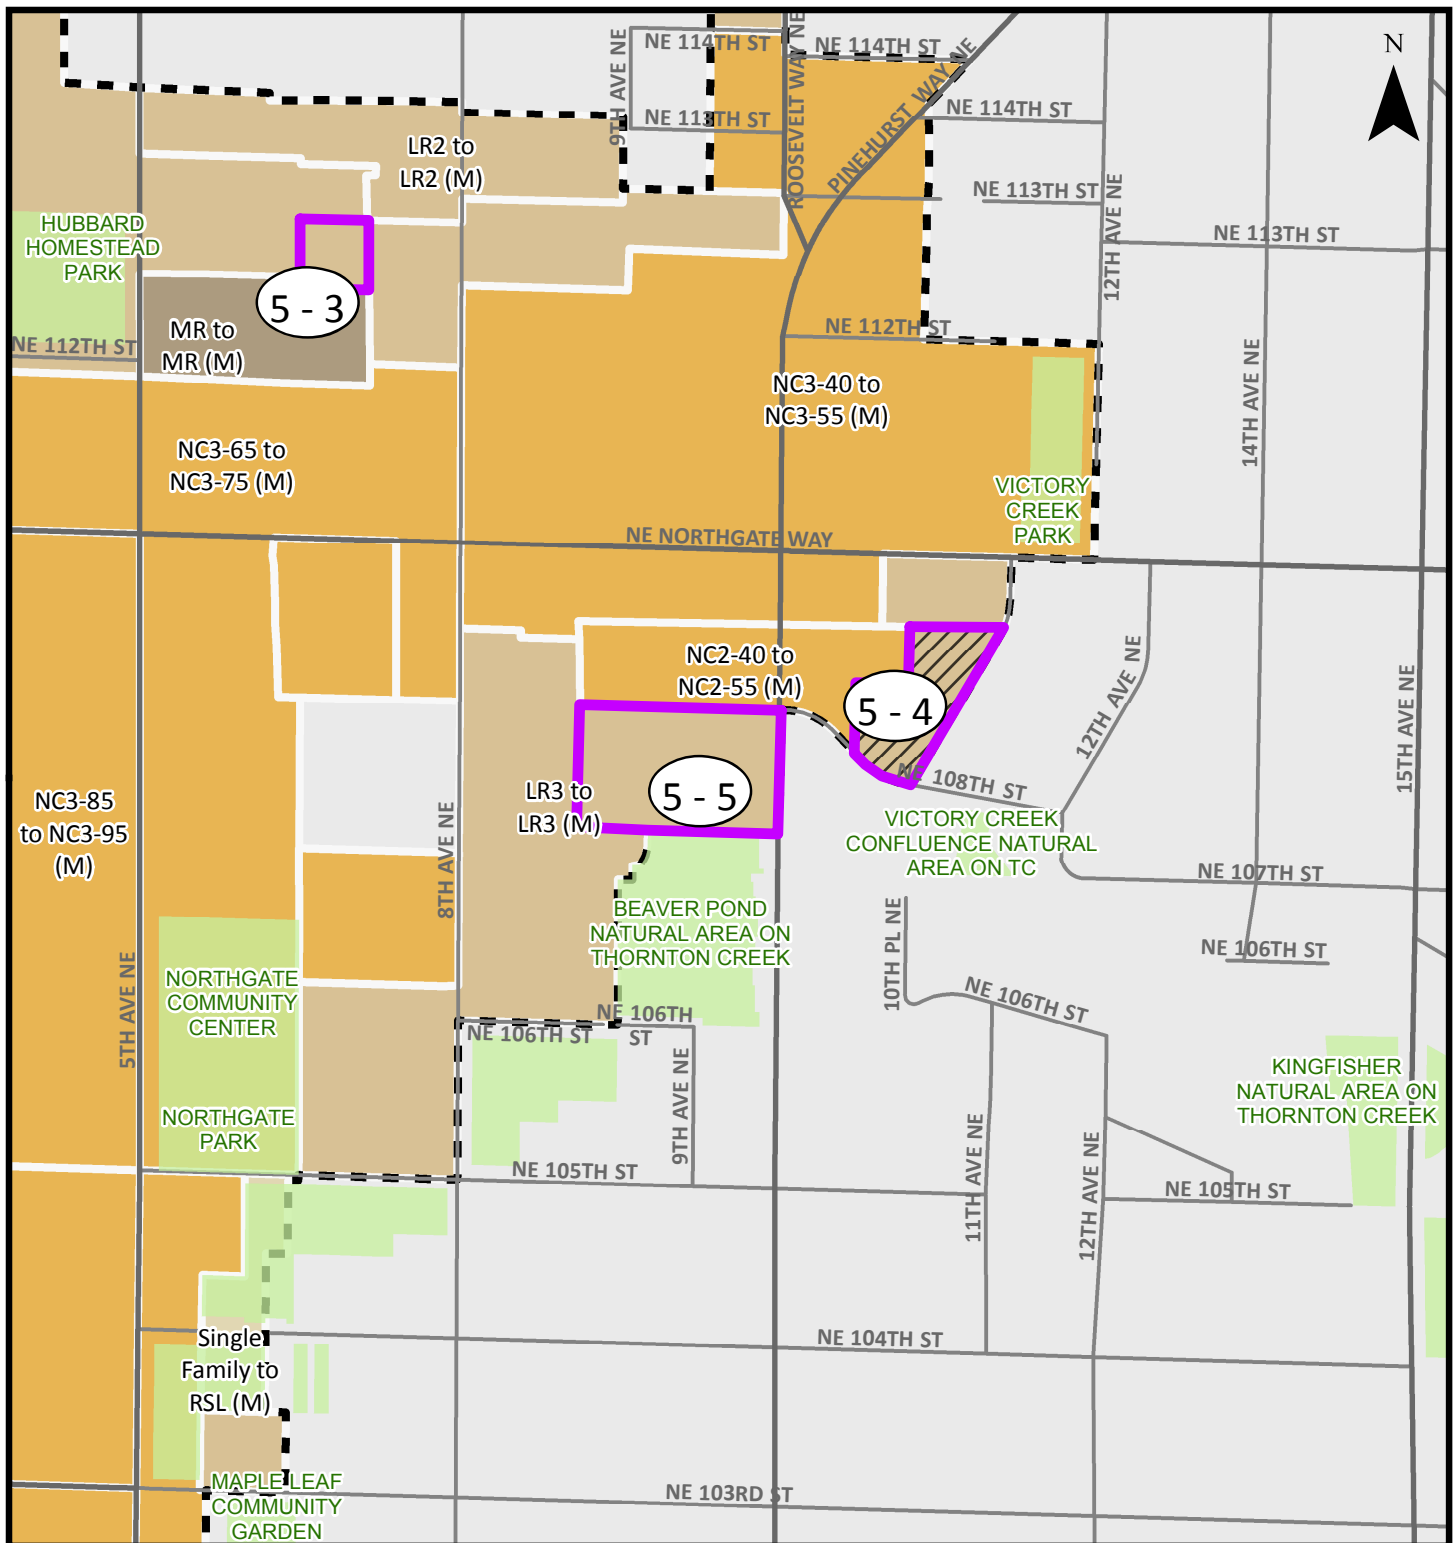 NE 114TH ST
NE 114TH ST
N
9TH AVE NE
ROOSEVELT WAY NE
PINEHURST WAY NE
NE 113TH ST
NE 114TH ST
LR2 to
LR2 (M)
NE 113TH ST
12TH AVE NE
HUBBARD
HOMESTEAD
PARK
NE 113TH ST
5 - 3
MR to
MR (M)
NE 112TH ST
NE 112TH ST
NC3-40 to
NC3-55 (M)
14TH AVE NE
NC3-65 to
NC3-75 (M)
VICTORY
CREEK
PARK
NE NORTHGATE WAY
NC2-40 to
NC2-55 (M)
5 - 4
12TH AVE NE
15TH AVE NE
5 - 5
LR3 to
LR3 (M)
NE 108TH ST
NC3-85
to NC3-95
(M)
8TH AVE NE
VICTORY CREEK
CONFLUENCE NATURAL
AREA ON TC
NE 107TH ST
BEAVER POND
NATURAL AREA ON
THORNTON CREEK
10TH PL NE
NE 106TH ST
NORTHGATE
COMMUNITY
CENTER
5TH AVE NE
NE 106TH ST
NE 106TH
ST
NE 106TH ST
9TH AVE NE
KINGFISHER
NATURAL AREA ON
THORNTON CREEK
NORTHGATE
PARK
NE 105TH ST
11TH AVE NE
12TH AVE NE
NE 105TH ST
Single
Family to
RSL (M)
NE 104TH ST
MAPLE LEAF
COMMUNITY
GARDEN
NE 103RD ST